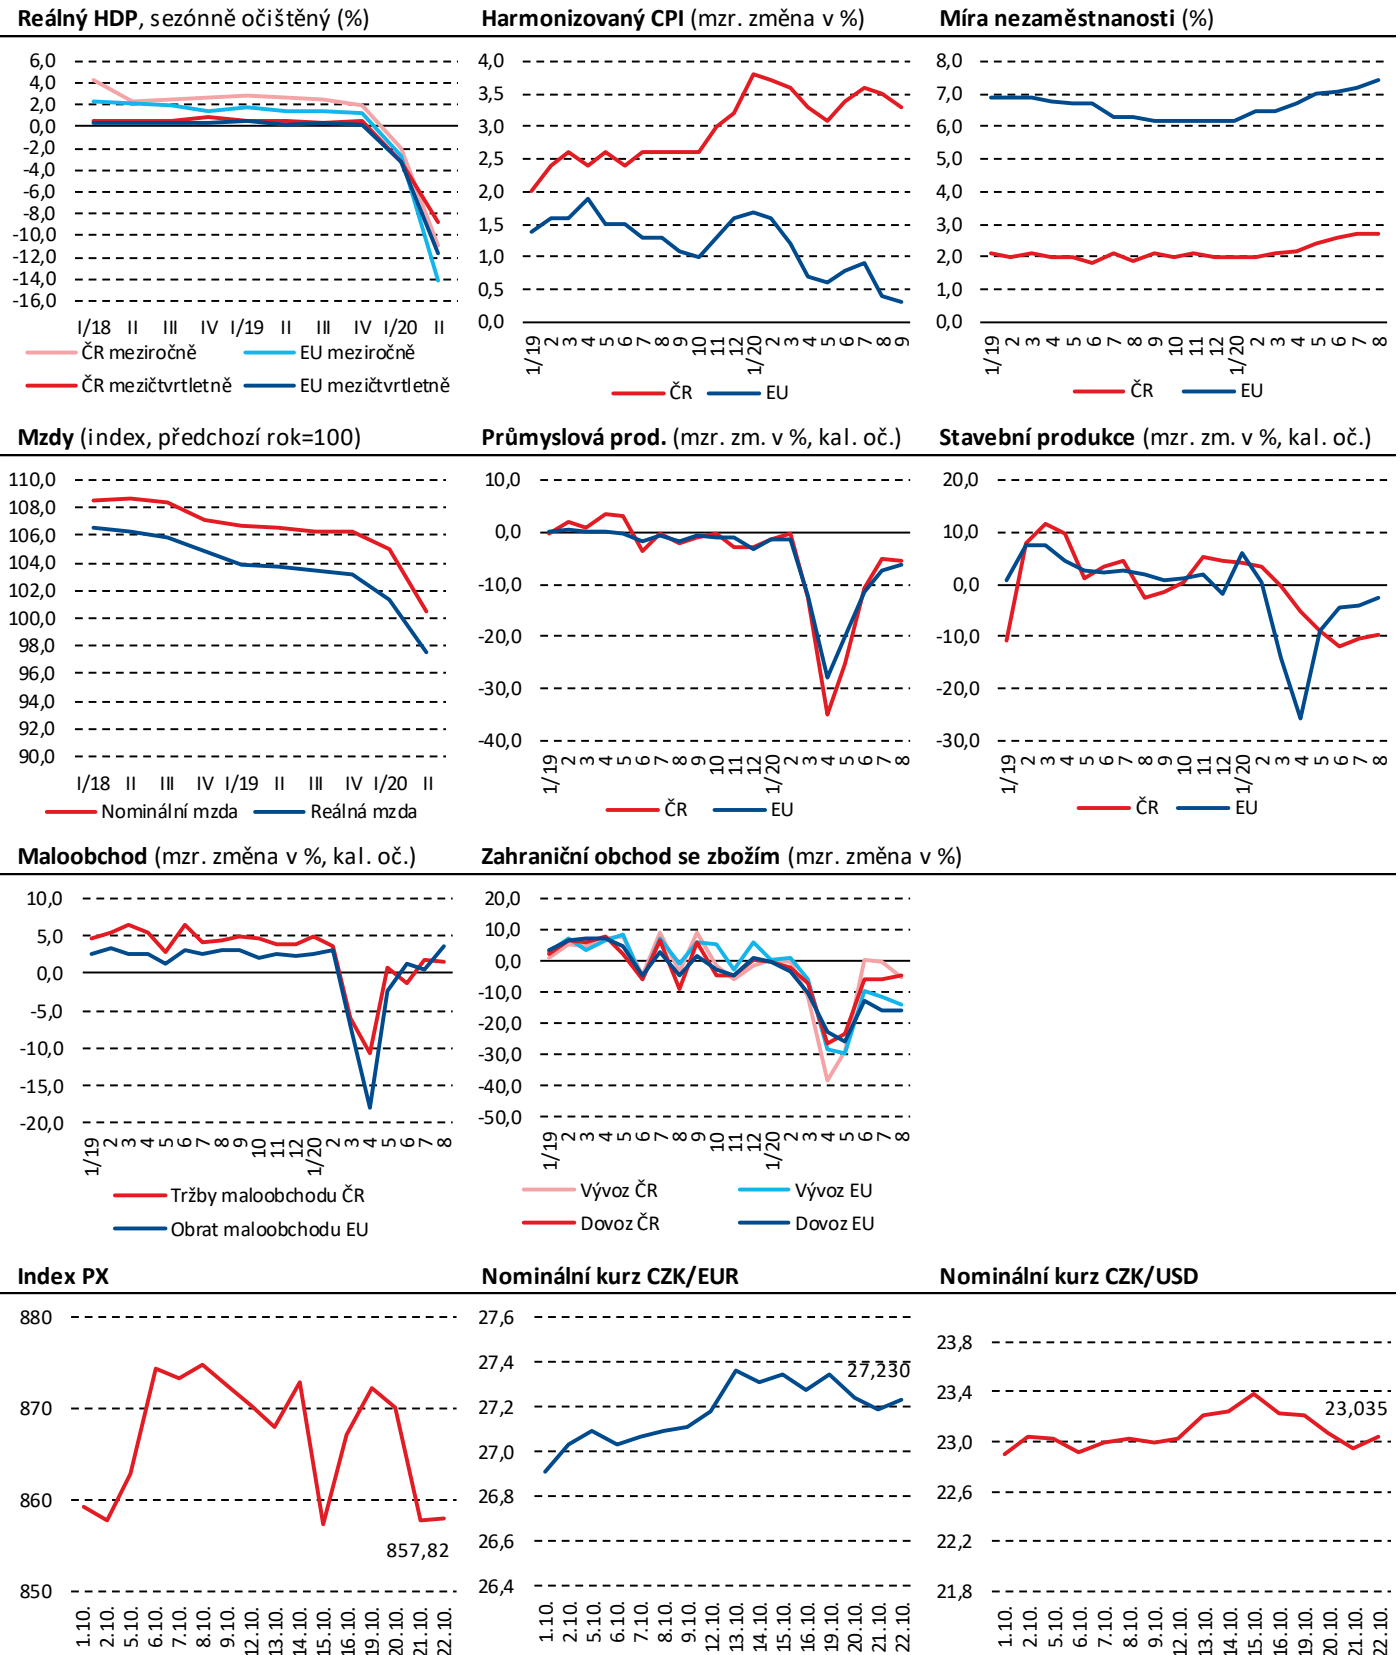 Reálný HDP, sezónně očištěný (%)
6,0
4,0
2,0
0,0
-2,0
-4,0
-6,0
-8,0
-10,0
-12,0
-14,0
-16,0
I/18 II III IV I/19 II III IV I/20 II
ČR meziročně EU meziročně
ČR mezičtvrtletně EU mezičtvrtletně
Harmonizovaný CPI (mzr. změna v %)
4,0
3,5
3,0
2,5
2,0
1,5
1,0
0,5
0,0
1/19 2 3 4 5 6 7 8 9 10 11 12 1/20 2 3 4 5 6 7 8 9
ČR EU
Míra nezaměstnanosti (%)
8,0
7,0
6,0
5,0
4,0
3,0
2,0
1,0
0,0
1/19 2 3 4 5 6 7 8 9 10 11 12 1/20 2 3 4 5 6 7 8
ČR EU
Mzdy (index, předchozí rok=100)
110,0
108,0
106,0
104,0
102,0
100,0
98,0
96,0
94,0
92,0
90,0
I/18 II III IV I/19 II III IV I/20 II
Nominální mzda Reálná mzda
Průmyslová prod. (mzr. zm. v %, kal. oč.)
10,0
0,0
-10,0
-20,0
-30,0
-40,0
1/19 2 3 4 5 6 7 8 9 10 11 12 1/20 2 3 4 5 6 7 8
ČR EU
Stavební produkce (mzr. zm. v %, kal. oč.)
20,0
10,0
0,0
-10,0
-20,0
-30,0
1/19 2 3 4 5 6 7 8 9 10 11 12 1/20 2 3 4 5 6 7 8
ČR EU
Maloobchod (mzr. změna v %, kal. oč.)
10,0
5,0
0,0
-5,0
-10,0
-15,0
-20,0
1/19 2 3 4 5 6 7 8 9 10 11 12 1/20 2 3 4 5 6 7 8
Tržby maloobchodu ČR
Obrat maloobchodu EU
Zahraniční obchod se zbožím (mzr. změna v %)
20,0
10,0
0,0
-10,0
-20,0
-30,0
-40,0
-50,0
1/19 2 3 4 5 6 7 8 9 10 11 12 1/20 2 3 4 5 6 7 8
Vývoz ČR Vývoz EU
Dovoz ČR Dovoz EU
Index PX
880
870
860
850
857,82
1.10. 2.10. 5.10. 6.10. 7.10. 8.10. 9.10. 12.10. 13.10. 14.10. 15.10. 16.10. 19.10. 20.10. 21.10. 22.10.
Nominální kurz CZK/EUR
27,6
27,4
27,2
27,0
26,8
26,6
26,4
27,230
1.10. 2.10. 5.10. 6.10. 7.10. 8.10. 9.10. 12.10. 13.10. 14.10. 15.10. 16.10. 19.10. 20.10. 21.10. 22.10.
Nominální kurz CZK/USD
23,8
23,4
23,0
22,6
22,2
21,8
23,035
1.10. 2.10. 5.10. 6.10. 7.10. 8.10. 9.10. 12.10. 13.10. 14.10. 15.10. 16.10. 19.10. 20.10. 21.10. 22.10.